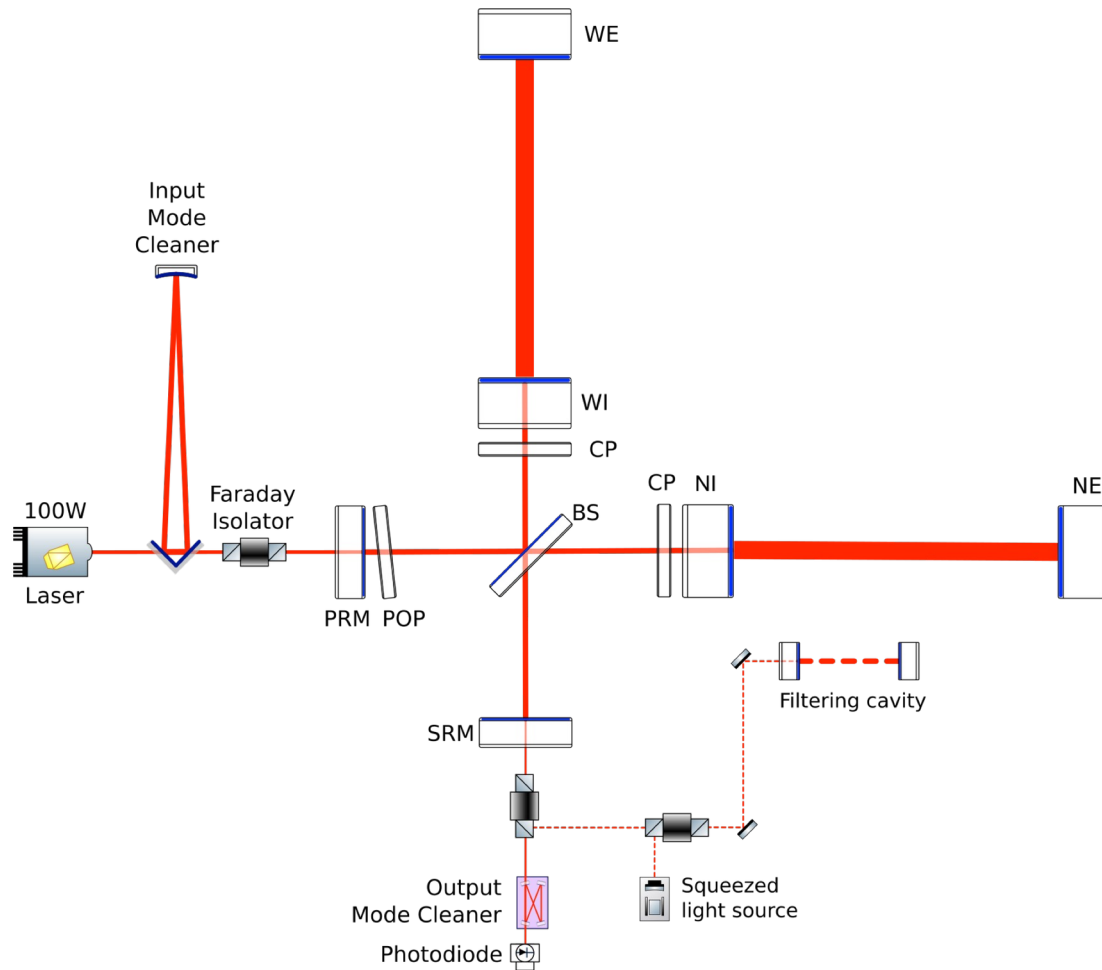 WE
Input
Mode
Cleaner
WI
CP
100W
Faraday
Isolator
BS
CP
NI
NE
Laser
PRM
POP
Filtering cavity
SRM
Output
Mode Cleaner
Squeezed
light source
Photodiode